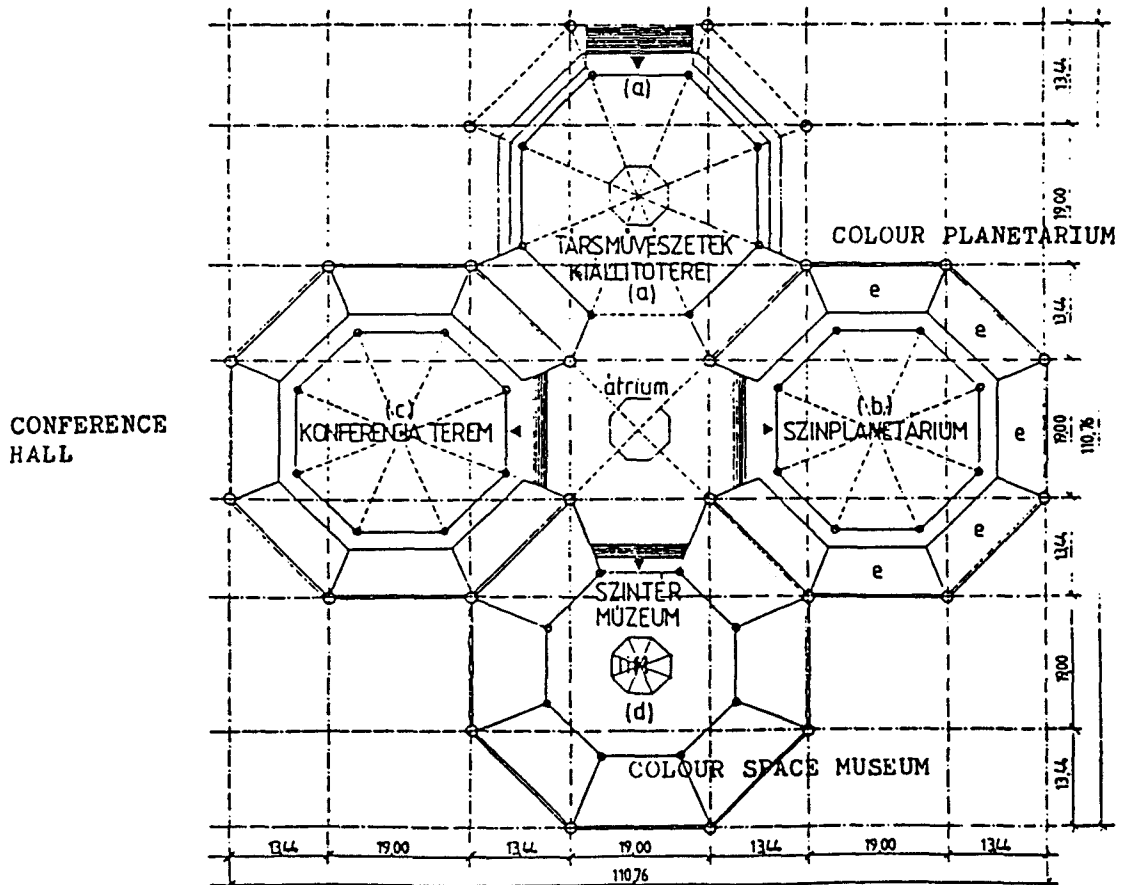 (a)
TÁRSMŰVÉSZETEK
KIÁLLÍTÓTEREI
(a)
COLOUR PLANETARIUM
e
e
átrium
CONFERENCE
HALL
(c)
KONFERENCIA TEREM
(b)
SZINPLANETÁRIUM
e
e
e
SZINTER
MÚZEUM
(d)
COLOUR SPACE MUSEUM
13,44
19,00
13,44
19,00
13,44
19,00
13,44
110,76
13,44
19,00
13,44
19,00
13,44
19,00
13,44
110,76